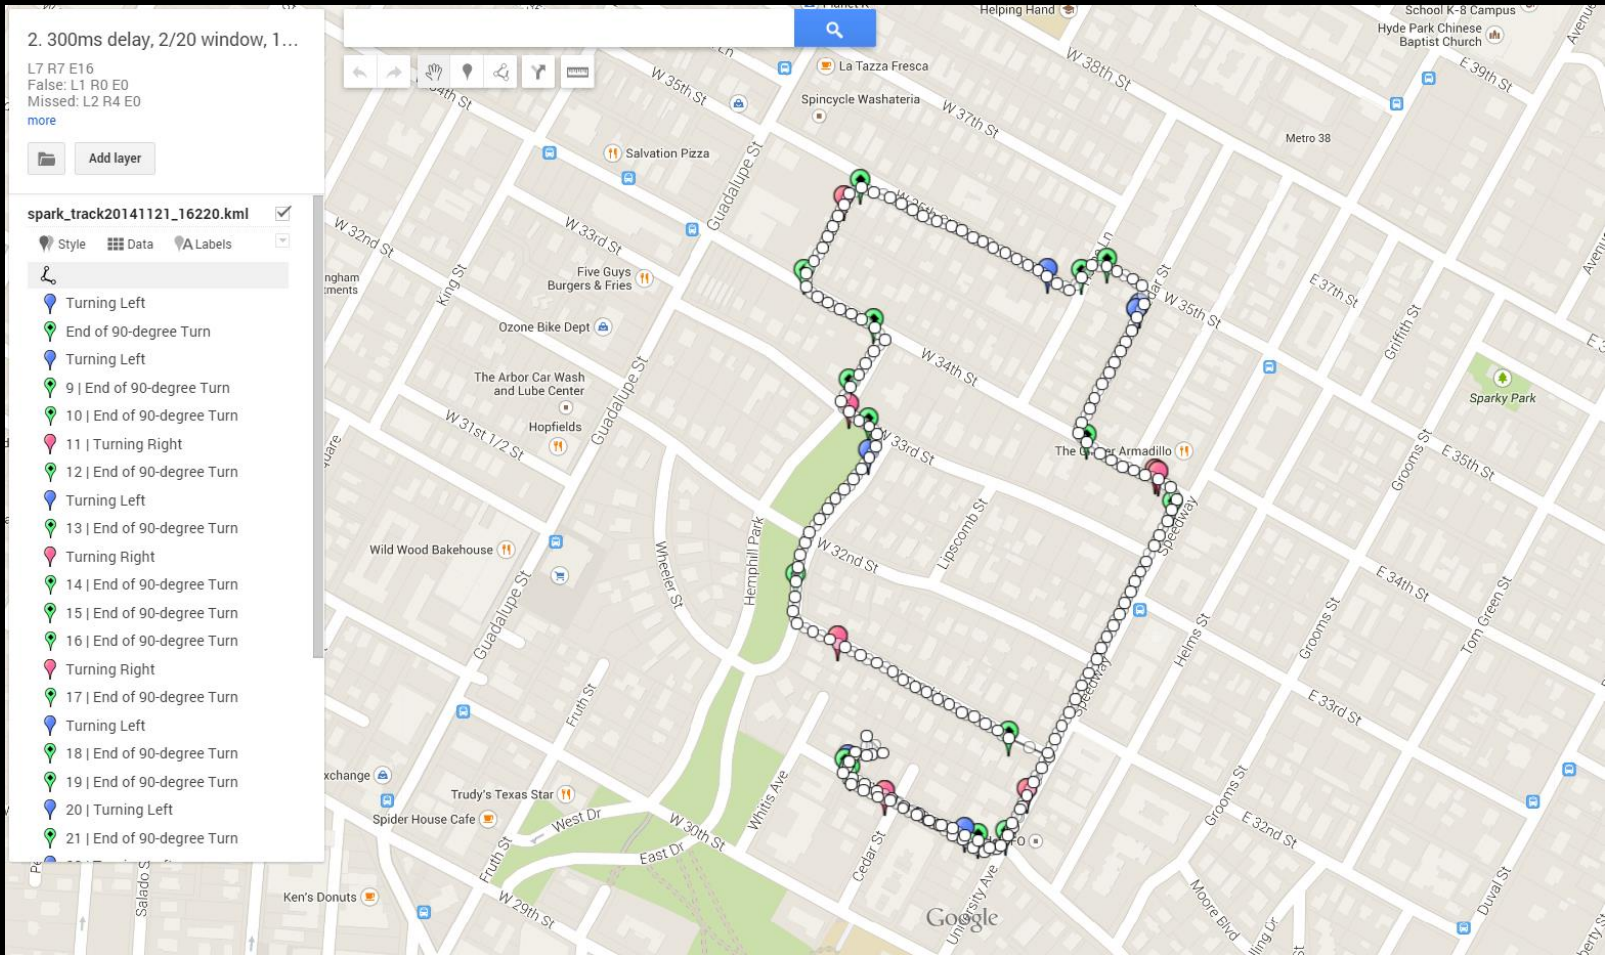 2. 300ms delay, 2/20 window, 1...
L7 R7 E16
False: L1 R0 E0
Missed: L2 R4 E0
more
Add layer
spark_track20141121_16220.kml
Style
Data
Labels
Turning Left
End of 90-degree Turn
Turning Left
9 | End of 90-degree Turn
10 | End of 90-degree Turn
11 | Turning Right
12 | End of 90-degree Turn
Turning Left
13 | End of 90-degree Turn
Turning Right
14 | End of 90-degree Turn
15 | End of 90-degree Turn
16 | End of 90-degree Turn
Turning Right
17 | End of 90-degree Turn
Turning Left
18 | End of 90-degree Turn
19 | End of 90-degree Turn
20 | Turning Left
21 | End of 90-degree Turn
Helping Hand
School K-8 Campus
Hyde Park Chinese
Baptist Church
La Tazza Fresca
W 38th St
E 39th St
W 35th St
Spincycle Washateria
W 37th St
Metro 38
Salvation Pizza
Guadalupe St
W 32nd St
W 33rd St
Five Guys
Burgers & Fries
King St
W 35th St
E 37th St
Griffith St
Ozone Bike Dept
W 34th St
The Arbor Car Wash
and Lube Center
Sparky Park
Guadalupe St
Hopfields
W 31st 1/2 St
W 33rd St
Grooms St
E 35th St
Wild Wood Bakehouse
Lipscomb St
Speedway
W 32nd St
Hemphill Park
Wheeler St
E 34th St
Guadalupe St
Helms St
Grooms St
Tom Green St
Speedway
Fruth St
E 33rd St
Trudy's Texas Star
Whitis Ave
Spider House Cafe
West Dr
W 30th St
Grooms St
E 32nd St
East Dr
Cedar St
Fruth St
Ken's Donuts
Salado S
W 29th St
University Ave
Moore Blvd
Duval St
Google